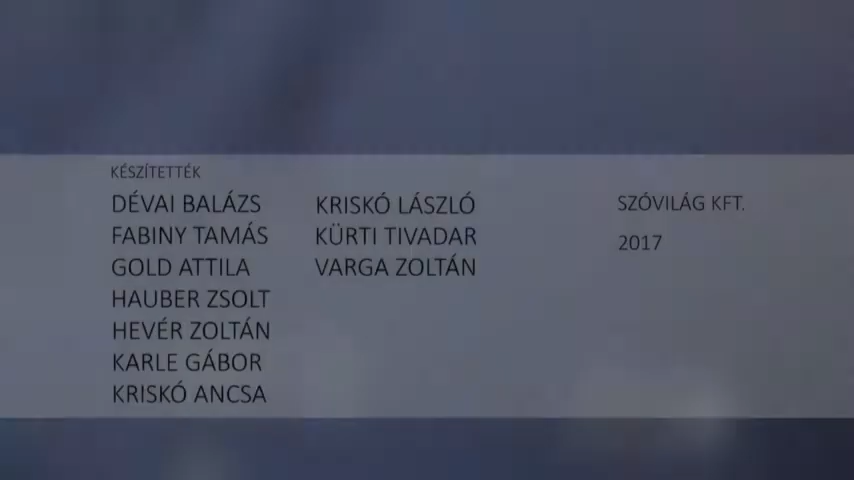 KÉSZÍTETTÉK
DÉVAI BALÁZS
FABINY TAMÁS
GOLD ATTILA
HAUBER ZSOLT
HEVÉR ZOLTÁN
KARLE GÁBOR
KRISKÓ ANCSA
KRISKÓ LÁSZLÓ
KÜRTI TIVADAR
VARGA ZOLTÁN
SZÓVILÁG KFT.
2017